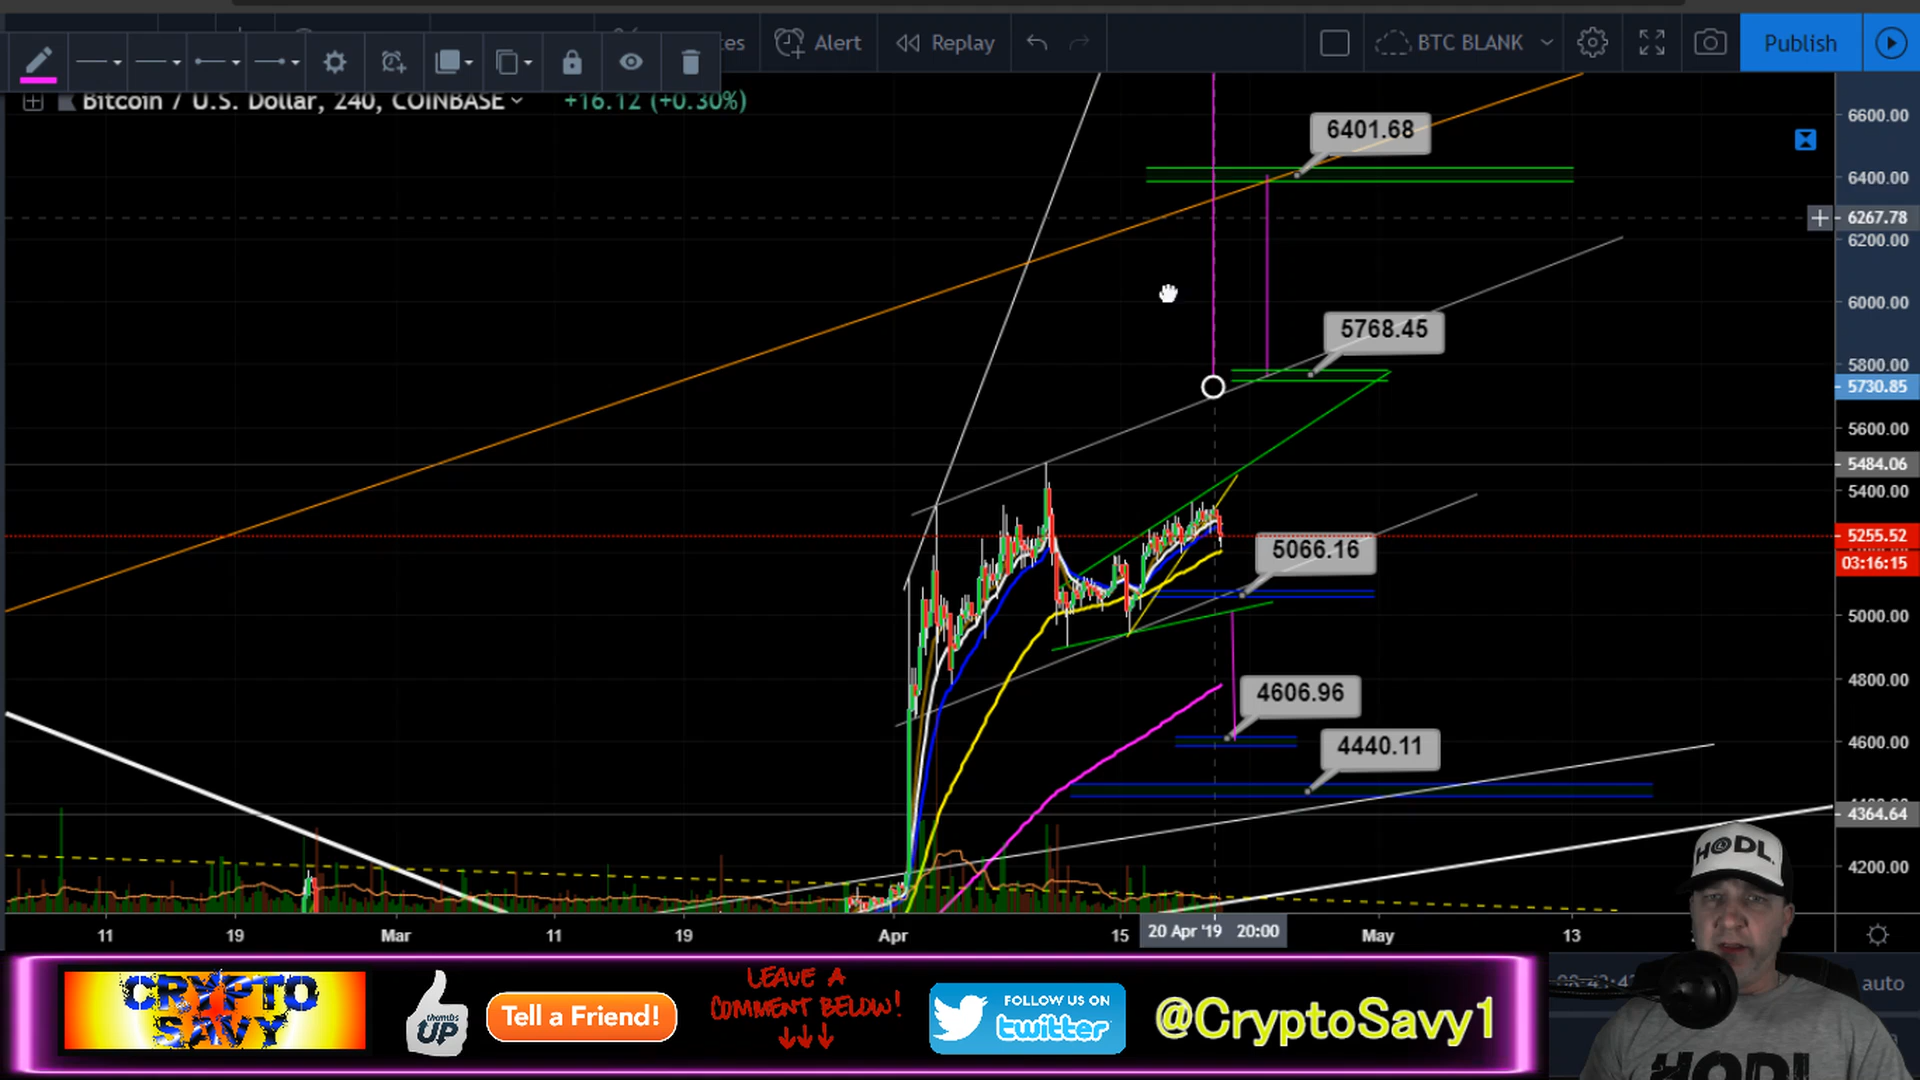 es
Alert
Replay
BTC BLANK
Publish
Bitcoin / U.S. Dollar, 240, COINBASE
+16.12 (+0.30%)
6600.00
6401.68
6400.00
6267.78
6200.00
6000.00
5768.45
5800.00
5730.85
5600.00
5484.06
5400.00
5255.52
03:16:15
5066.16
5000.00
4800.00
4606.96
4600.00
4440.11
4364.64
4200.00
11
19
Mar
11
19
Apr
15
20 Apr '19 20:00
May
13
auto
CRYPTO
SAVY
thumbs
UP
Tell a Friend!
LEAVE A
COMMENT BELOW!
FOLLOW US ON
twitter
@CryptoSavy1
H@DL
HODL